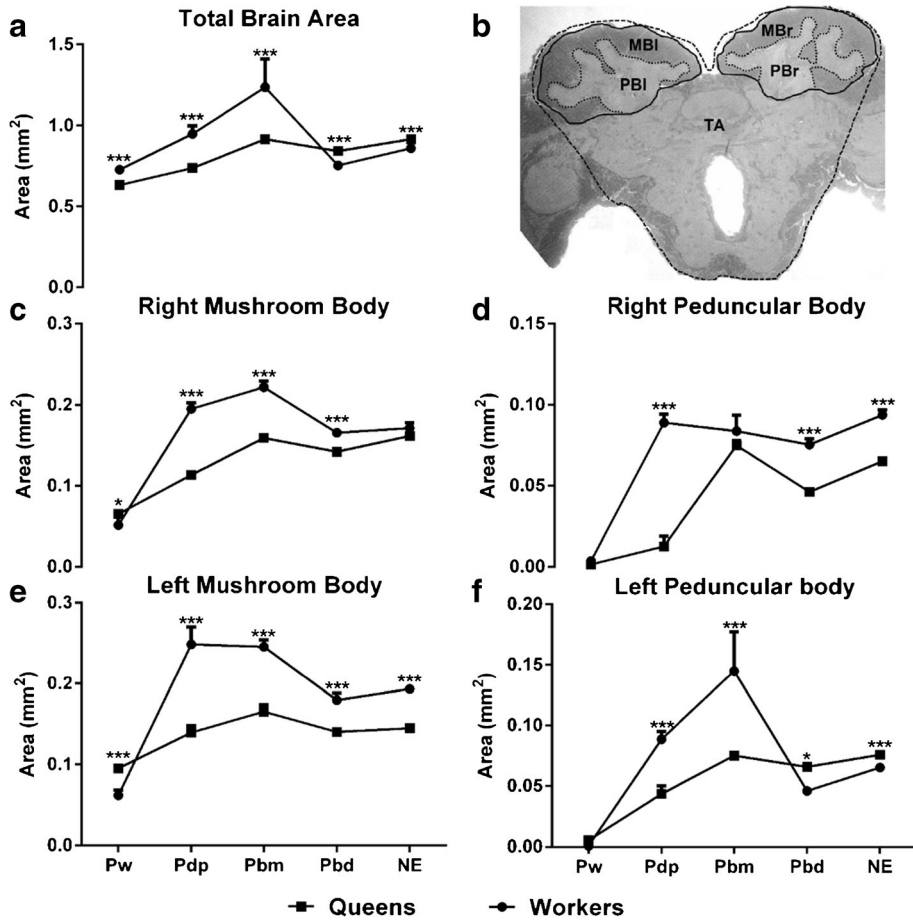 a
Total Brain Area
Area (mm²)
1.5
1.0
0.5
0.0
***
***
***
***
***
b
MBl
MBr
PBl
PBr
TA
c
Right Mushroom Body
Area (mm²)
0.3
0.2
0.1
0.0
*
***
***
***
d
Right Peduncular Body
Area (mm²)
0.15
0.10
0.05
0.00
***
***
***
e
Left Mushroom Body
Area (mm²)
0.3
0.2
0.1
0.0
***
***
***
***
***
Pw Pdp Pbm Pbd NE
f
Left Peduncular body
Area (mm²)
0.20
0.15
0.10
0.05
0.00
***
***
*
***
Pw Pdp Pbm Pbd NE
Queens Workers